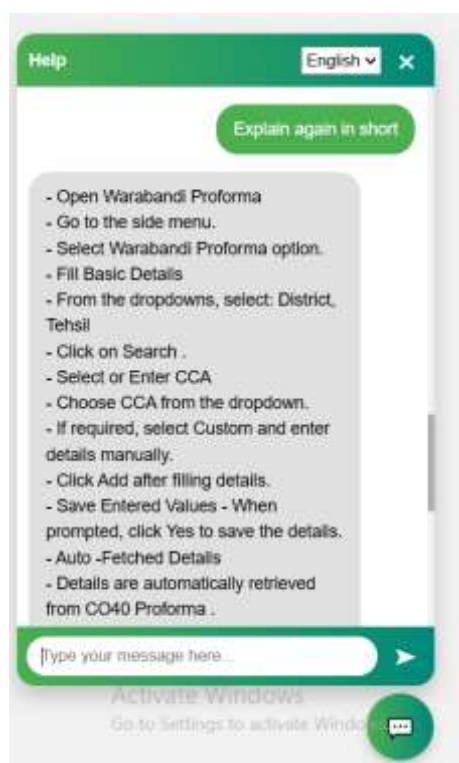 Help
English
×
Explain again in short
- Open Warabandi Proforma
- Go to the side menu.
- Select Warabandi Proforma option.
- Fill Basic Details
- From the dropdowns, select: District,
Tehsil
- Click on Search .
- Select or Enter CCA
- Choose CCA from the dropdown.
- If required, select Custom and enter
details manually.
- Click Add after filling details.
- Save Entered Values - When
prompted, click Yes to save the details.
- Auto -Fetched Details
- Details are automatically retrieved
from CO40 Proforma .
Type your message here...
Activate Windows
Go to Settings to activate Windo